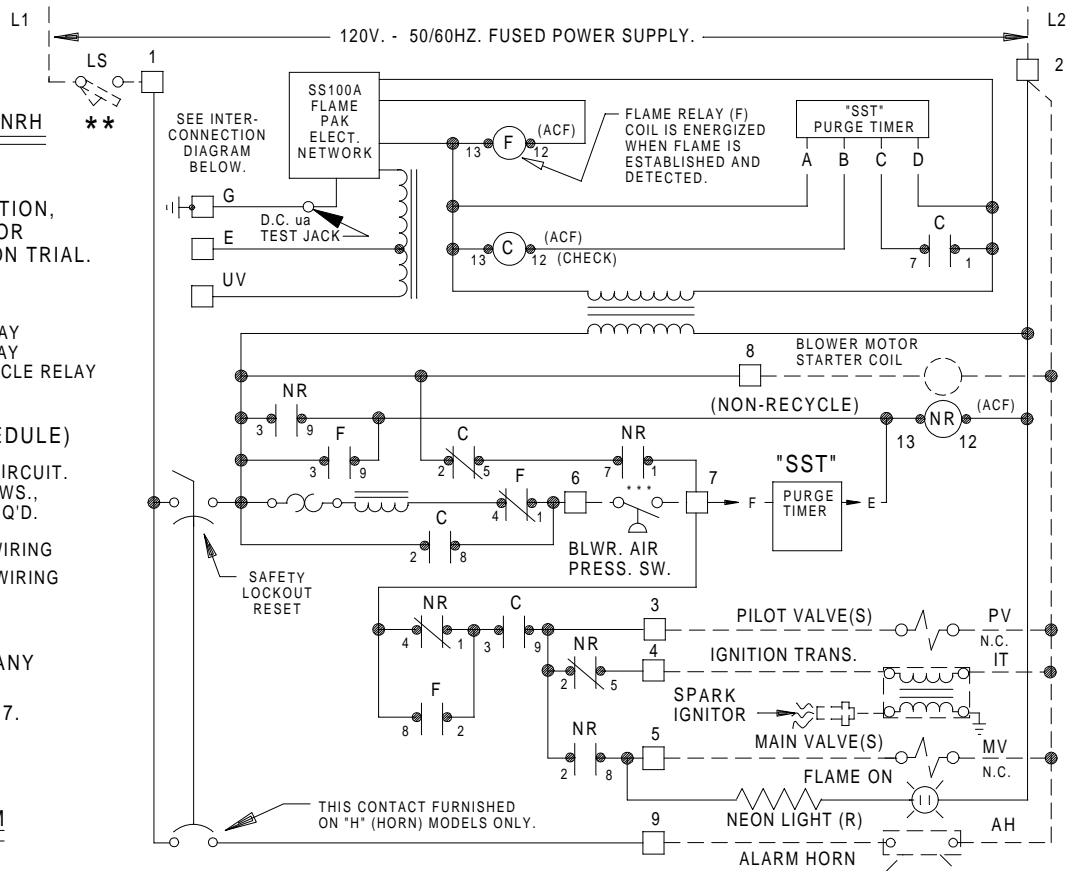 L1
L2
120V. - 50/60HZ. FUSED POWER SUPPLY.
LS
1
2
NRH
**
SEE INTER-
CONNECTION
DIAGRAM
BELOW.
SS100A
FLAME
PAK
ELECT.
NETWORK
13
F
12
(ACF)
FLAME RELAY (F)
COIL IS ENERGIZED
WHEN FLAME IS
ESTABLISHED AND
DETECTED.
"SST"
PURGE TIMER
A B C D
G
D.C. ua
TEST JACK
E
UV
13
C
12
(ACF)
(CHECK)
C
7
1
TION,
OR
ON TRIAL.
AY
AY
CLE RELAY
8
BLOWER MOTOR
STARTER COIL
NR
3
9
(NON-RECYCLE)
NR
(ACF)
13
12
EDULE)
F
3
9
C
2
5
NR
7
1
IRCUIT.
WS.,
Q'D.
F
4
1
6
***
7
F
"SST"
PURGE
TIMER
E
C
2
8
BLWR. AIR
PRESS. SW.
WIRING
WIRING
SAFETY
LOCKOUT
RESET
NR
4
1
C
3
9
3
PILOT VALVE(S)
PV
N.C.
NR
2
5
4
IGNITION TRANS.
IT
ANY
7.
F
8
2
SPARK
IGNITOR
NR
2
8
5
MAIN VALVE(S)
MV
N.C.
FLAME ON
NEON LIGHT (R)
M
THIS CONTACT FURNISHED
ON "H" (HORN) MODELS ONLY.
9
AH
ALARM HORN